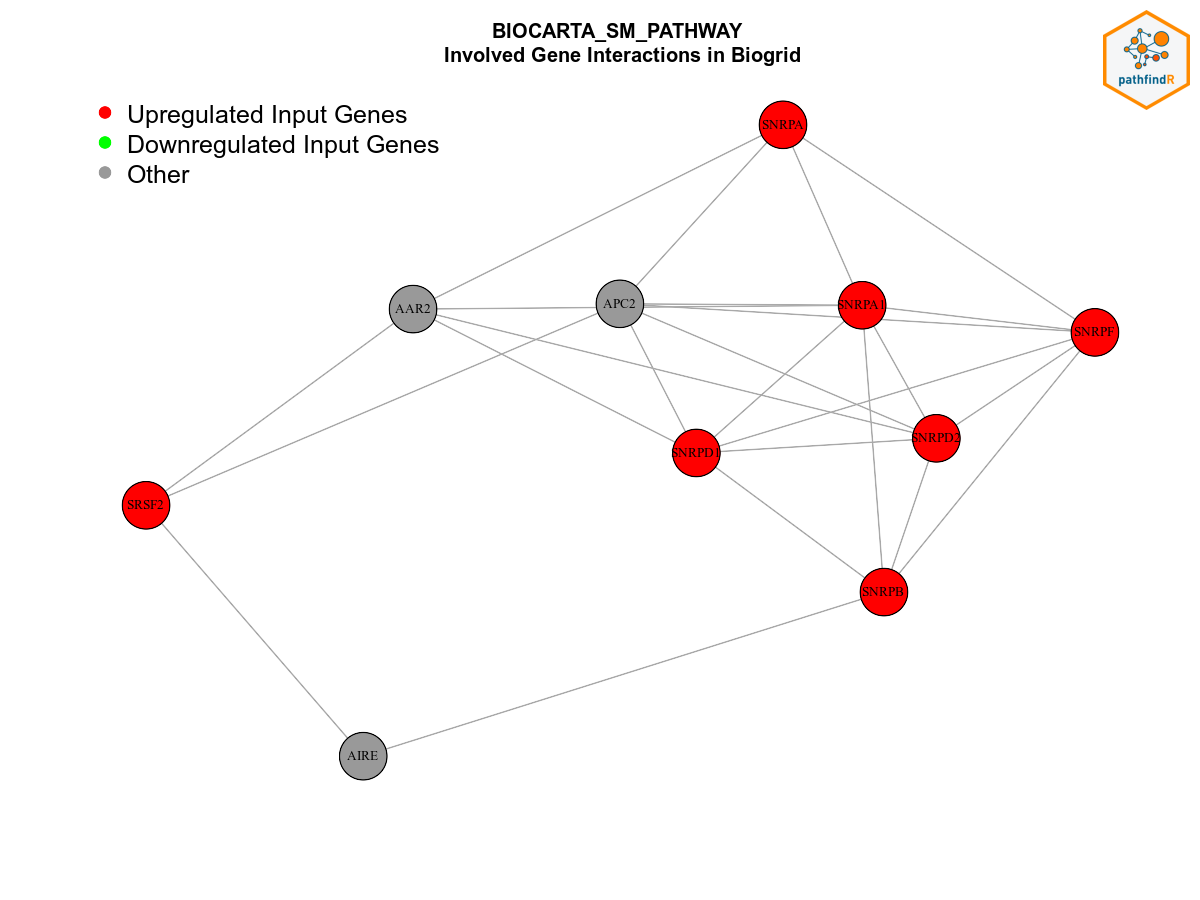 BIOCARTA_SM_PATHWAY
Involved Gene Interactions in Biogrid
pathfindR
Upregulated Input Genes
Downregulated Input Genes
Other
SNRPA
AAR2
APC2
SNRPA1
SNRPF
SNRPD1
SNRPB
SRSF2
AIRE